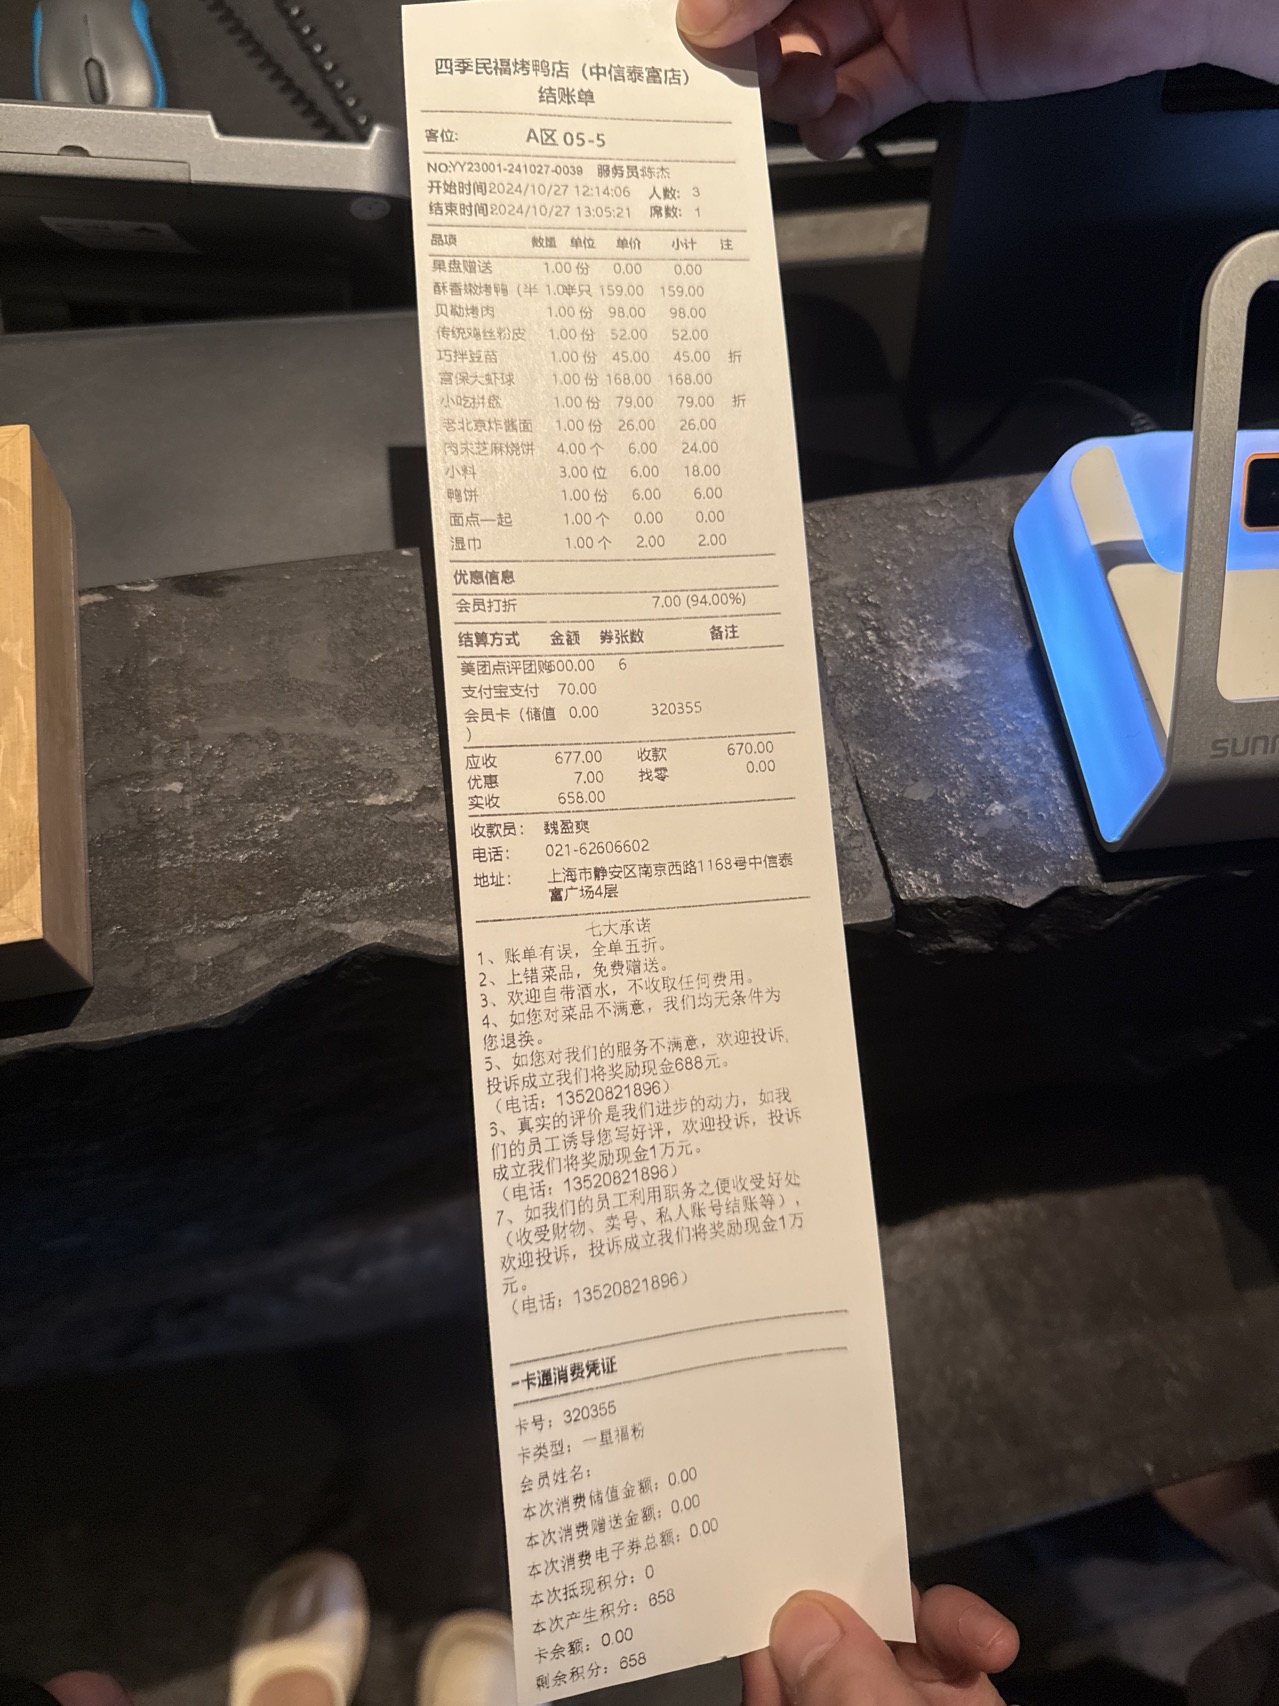 四季民福烤鸭店（中信泰富店）
结账单
客位: A区 05-5
NO:YY23001-241027-0039 服务员:陈杰
开始时间2024/10/27 12:14:06 人数: 3
结束时间2024/10/27 13:05:21 席数: 1
品项 数量 单位 单价 小计 注
果盘赠送 1.00 份 0.00 0.00
酥香嫩烤鸭（半 1.0半只 159.00 159.00
贝勒烤肉 1.00 份 98.00 98.00
传统鸡丝粉皮 1.00 份 52.00 52.00
巧拌豆苗 1.00 份 45.00 45.00 折
富保大虾球 1.00 份 168.00 168.00
小吃拼盘 1.00 份 79.00 79.00 折
老北京炸酱面 1.00 份 26.00 26.00
肉末芝麻烧饼 4.00 个 6.00 24.00
小料 3.00 位 6.00 18.00
鸭饼 1.00 份 6.00 6.00
面点一起 1.00 个 0.00 0.00
湿巾 1.00 个 2.00 2.00
优惠信息
会员打折 7.00 (94.00%)
结算方式 金额 券张数 备注
美团点评团购600.00 6
支付宝支付 70.00
会员卡（储值 0.00 320355
）
应收 677.00 收款 670.00
优惠 7.00 找零 0.00
实收 658.00
收款员： 魏盈爽
电话： 021-62606602
地址： 上海市静安区南京西路1168号中信泰
富广场4层
七大承诺
1、账单有误，全单五折。
2、上错菜品，免费赠送。
3、欢迎自带酒水，不收取任何费用。
4、如您对菜品不满意，我们均无条件为
您退换。
5、如您对我们的服务不满意，欢迎投诉，
投诉成立我们将奖励现金688元。
（电话：13520821896）
6、真实的评价是我们进步的动力，如我
们的员工诱导您写好评，欢迎投诉，投诉
成立我们将奖励现金1万元。
（电话：13520821896）
7、如我们的员工利用职务之便收受好处
（收受财物、卖号、私人账号结账等），
欢迎投诉，投诉成立我们将奖励现金1万
元。
（电话：13520821896）
一卡通消费凭证
卡号：320355
卡类型：一星福粉
会员姓名：
本次消费储值金额：0.00
本次消费赠送金额：0.00
本次消费电子券总额：0.00
本次抵现积分：0
本次产生积分：658
卡余额：0.00
剩余积分：658
SUNM